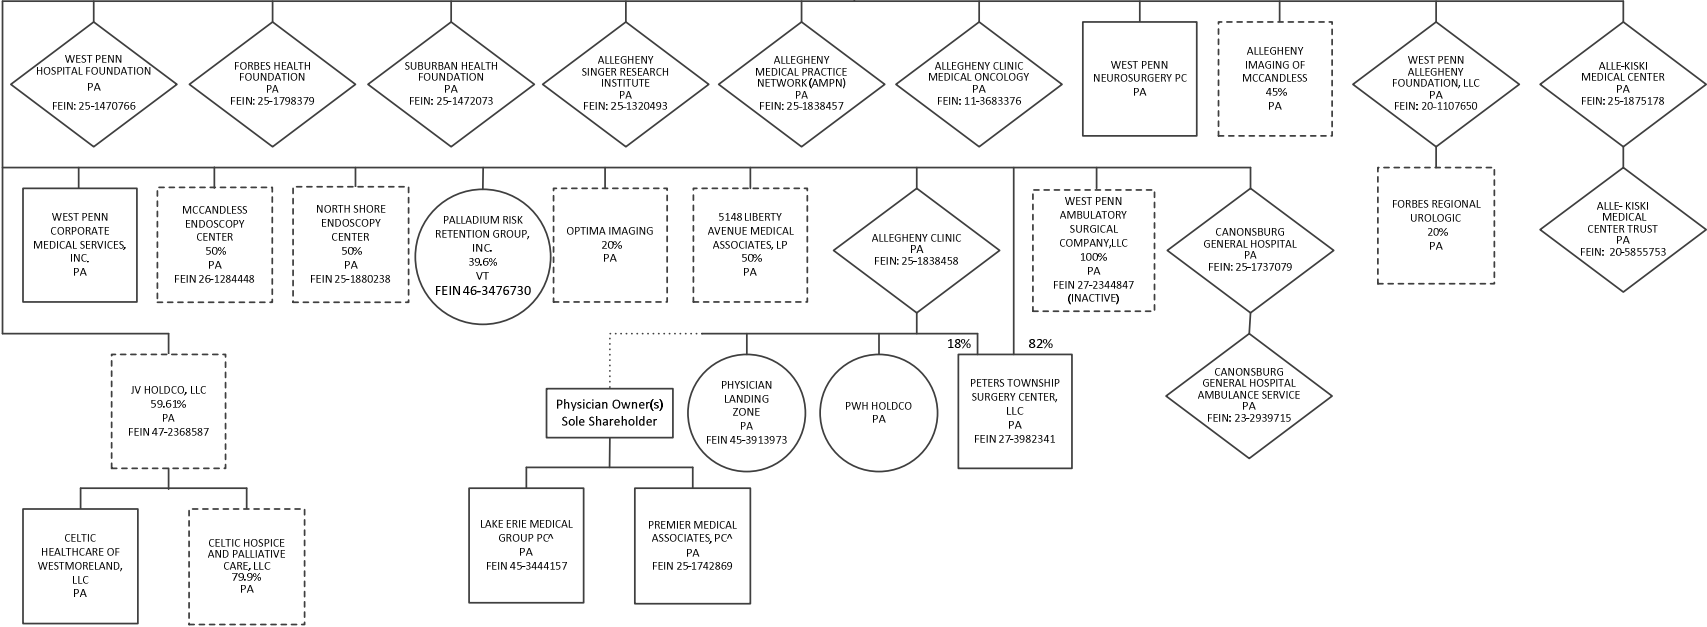 WEST PENN
HOSPITAL FOUNDATION
PA
FEIN: 25-1470766
FORBES HEALTH
FOUNDATION
PA
FEIN: 25-1798379
SUBURBAN HEALTH
FOUNDATION
PA
FEIN: 25-1472073
ALLEGHENY
SINGER RESEARCH
INSTITUTE
PA
FEIN: 25-1320493
ALLEGHENY
MEDICAL PRACTICE
NETWORK (AMPN)
PA
FEIN: 25-1838457
ALLEGHENY CLINIC
MEDICAL ONCOLOGY
PA
FEIN: 11-3683376
WEST PENN
NEUROSURGERY PC
PA
ALLEGHENY
IMAGING OF
MCCANDLESS
45%
PA
WEST PENN
ALLEGHENY
FOUNDATION, LLC
PA
FEIN: 20-1107650
ALLE-KISKI
MEDICAL CENTER
PA
FEIN: 25-1875178
WEST PENN
CORPORATE
MEDICAL SERVICES,
INC.
PA
MCCANDLESS
ENDOSCOPY
CENTER
50%
PA
FEIN 26-1284448
NORTH SHORE
ENDOSCOPY
CENTER
50%
PA
FEIN 25-1880238
PALLADIUM RISK
RETENTION GROUP,
INC.
39.6%
VT
FEIN 46-3476730
OPTIMA IMAGING
20%
PA
5148 LIBERTY
AVENUE MEDICAL
ASSOCIATES, LP
50%
PA
ALLEGHENY CLINIC
PA
FEIN: 25-1838458
WEST PENN
AMBULATORY
SURGICAL
COMPANY,LLC
100%
PA
FEIN 27-2344847
(INACTIVE)
CANONSBURG
GENERAL HOSPITAL
PA
FEIN: 25-1737079
FORBES REGIONAL
UROLOGIC
20%
PA
ALLE- KISKI
MEDICAL
CENTER TRUST
PA
FEIN: 20-5855753
18%
82%
JV HOLDCO, LLC
59.61%
PA
FEIN 47-2368587
Physician Owner(s)
Sole Shareholder
PHYSICIAN
LANDING
ZONE
PA
FEIN 45-3913973
PWH HOLDCO
PA
PETERS TOWNSHIP
SURGERY CENTER,
LLC
PA
FEIN 27-3982341
CANONSBURG
GENERAL HOSPITAL
AMBULANCE SERVICE
PA
FEIN: 23-2939715
CELTIC
HEALTHCARE OF
WESTMORELAND,
LLC
PA
CELTIC HOSPICE
AND PALLIATIVE
CARE, LLC
79.9%
PA
LAKE ERIE MEDICAL
GROUP PC^
PA
FEIN 45-3444157
PREMIER MEDICAL
ASSOCIATES, PC^
PA
FEIN 25-1742869